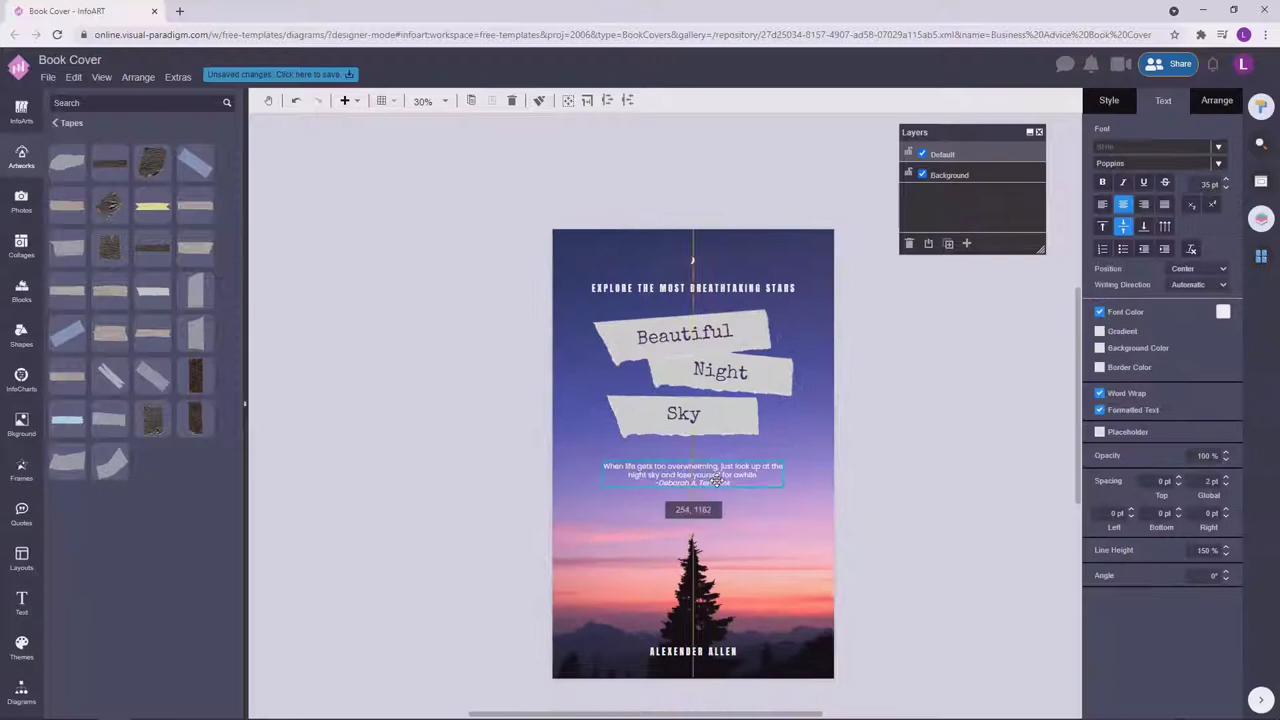 Book Cover - InfoART
online.visual-paradigm.com/w/free-templates/diagrams/?designer-mode#infoart:workspace=free-templates&proj=2006&type=BookCovers&gallery=/repository/27d25034-8157-4907-ad58-07029a115ab5.xml&name=Business%20Advice%20Book%20Cover
Book Cover
File Edit View Arrange Extras
Unsaved changes. Click here to save.
Share
L
Search
30%
Style Text Arrange
InfoArts
Tapes
Artworks
Photos
Collages
Blocks
Shapes
InfoCharts
Bkground
Frames
Quotes
Layouts
Text
Themes
Diagrams
Layers
Default
Background
EXPLORE THE MOST BREATHTAKING STARS
Beautiful
Night
Sky
When life gets too overwhelming, just look up at the
night sky and lose yourself for awhile
-Deborah A.
254, 1162
ALEXENDER ALLEN
Font
Style
Poppins
B I U S 35 pt
Position Center
Writing Direction Automatic
Font Color
Gradient
Background Color
Border Color
Word Wrap
Formatted Text
Placeholder
Opacity 100 %
Spacing 0 pt 2 pt
Top Global
0 pt 0 pt 0 pt
Left Bottom Right
Line Height 150 %
Angle 0°